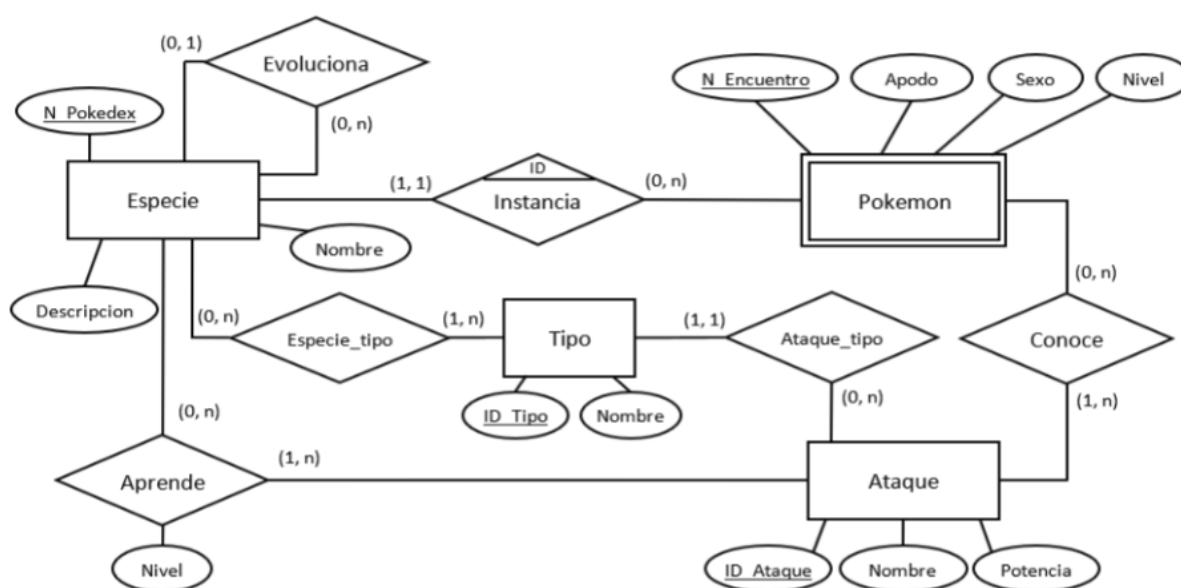 (0, 1)
Evoluciona
(0, n)
N_Encuentro
Apodo
Sexo
Nivel
N_Pokedex
Especie
(1, 1)
ID
Instancia
(0, n)
Pokemon
Nombre
Descripcion
(0, n)
Especie_tipo
(1, n)
Tipo
(1, 1)
Ataque_tipo
(0, n)
Conoce
ID_Tipo
Nombre
(0, n)
(1, n)
(0, n)
Aprende
(1, n)
Ataque
Nivel
ID_Ataque
Nombre
Potencia